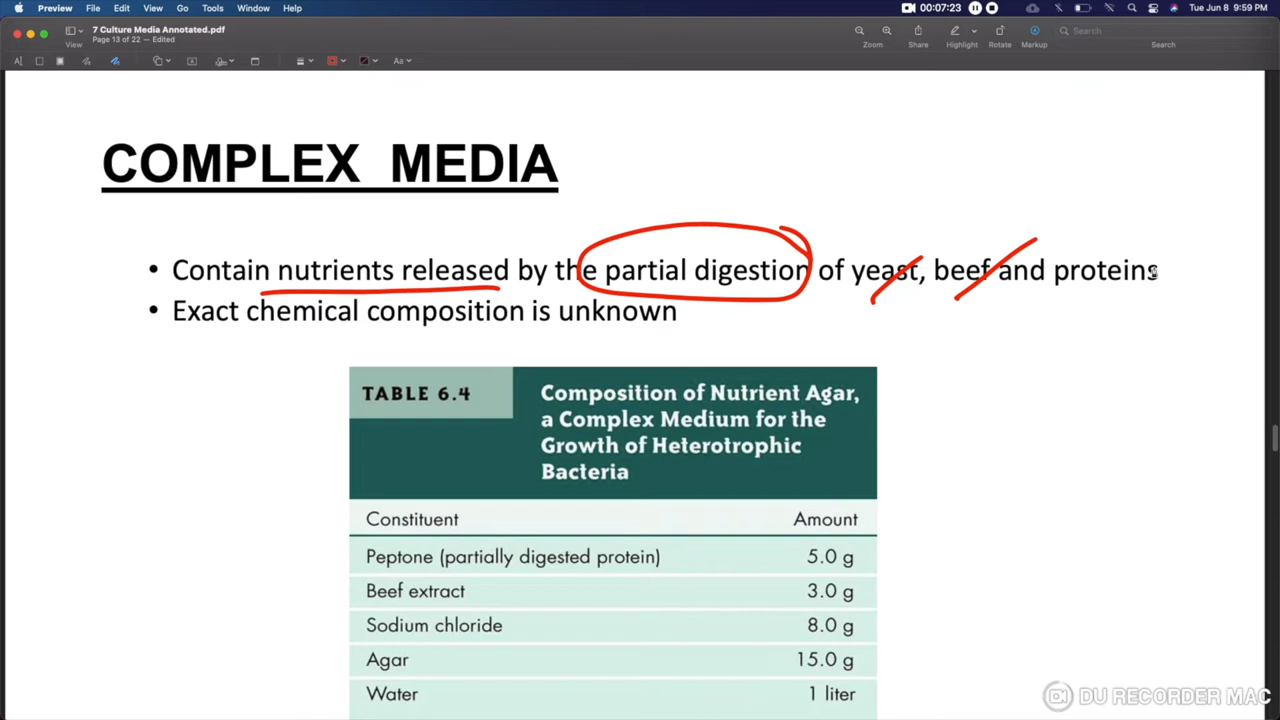 Preview File Edit View Go Tools Window Help 00:07:23 Tue Jun 8 9:59 PM
7 Culture Media Annotated.pdf
Page 13 of 22 — Edited
View Zoom Share Highlight Rotate Markup Search
Search
Aa
COMPLEX MEDIA
• Contain nutrients released by the partial digestion of yeast, beef and proteins
• Exact chemical composition is unknown
TABLE 6.4
Composition of Nutrient Agar,
a Complex Medium for the
Growth of Heterotrophic
Bacteria
Constituent Amount
Peptone (partially digested protein) 5.0 g
Beef extract 3.0 g
Sodium chloride 8.0 g
Agar 15.0 g
Water 1 liter
DU RECORDER MAC